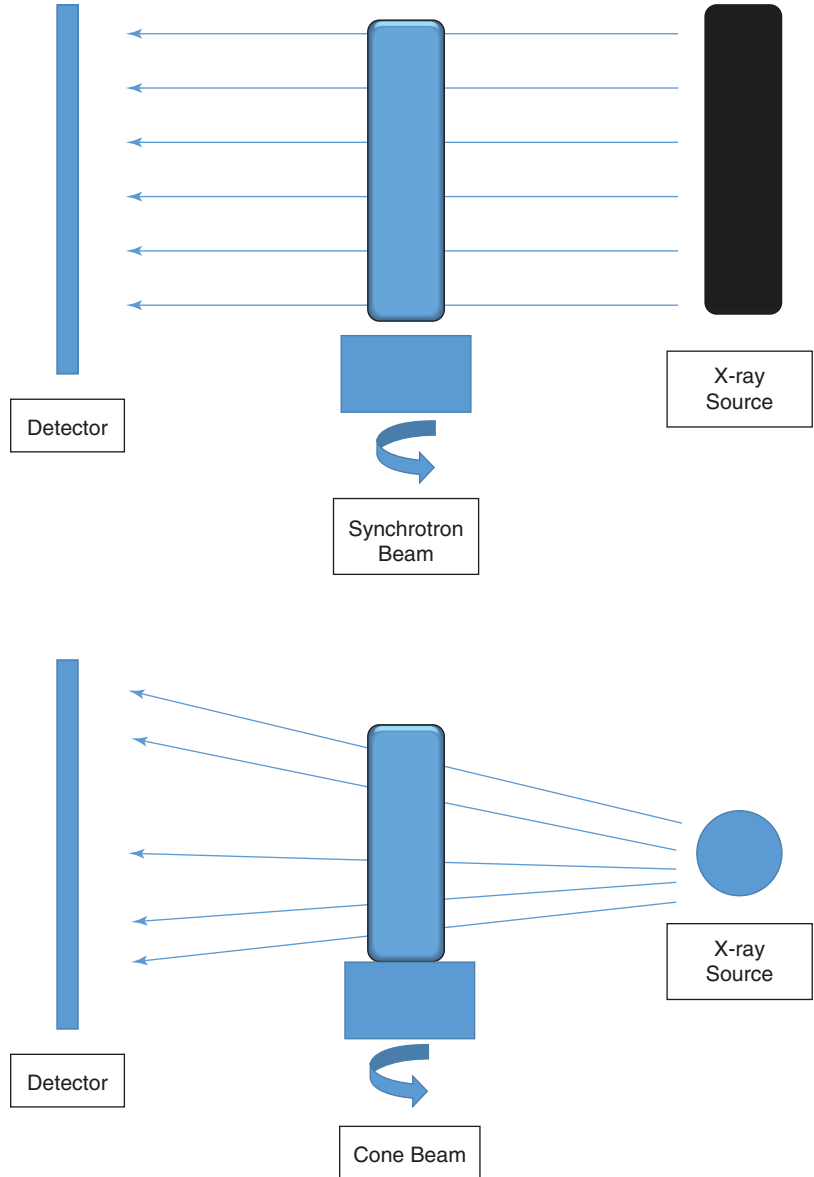 Detector
X-ray
Source
Synchrotron
Beam
Detector
X-ray
Source
Cone Beam